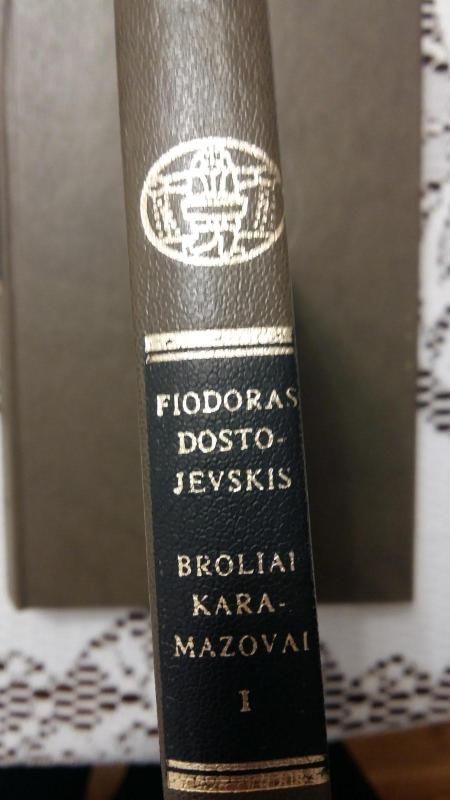 FIODORAS
DOSTO-
JEVSKIS
BROLIAI
KARA-
MAZOVAI
I